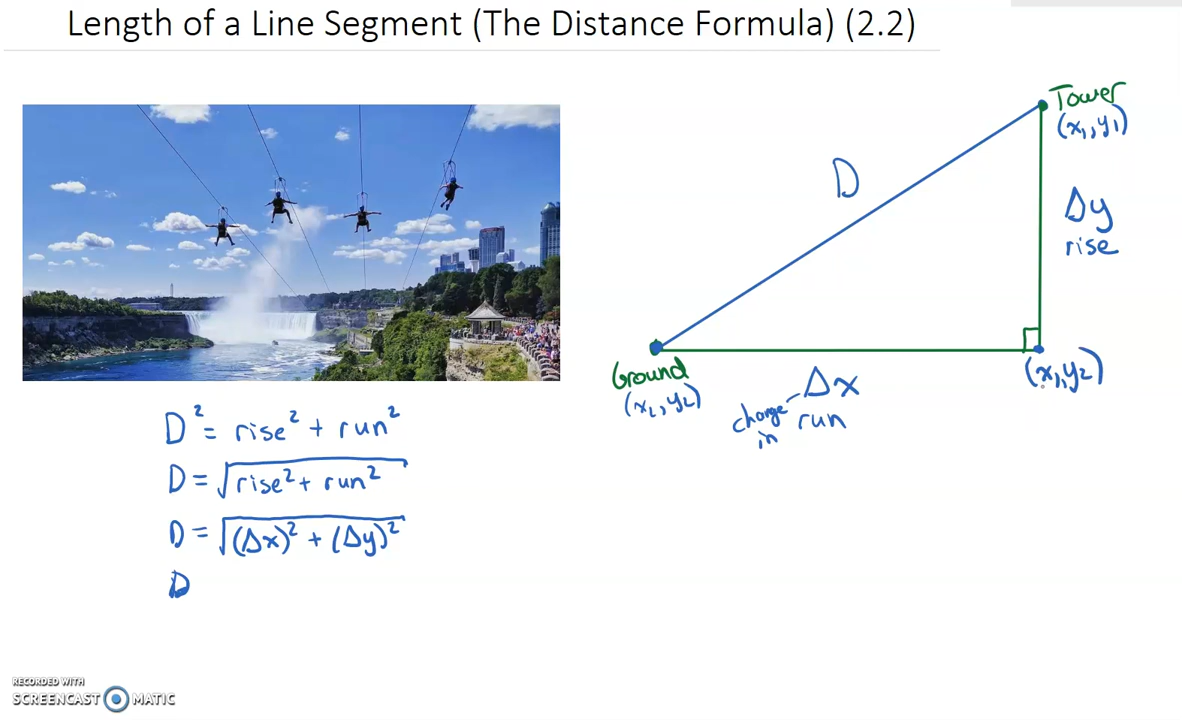 Length of a Line Segment (The Distance Formula) (2.2)
Tower
(x₁, y₁)
D
Δy
rise
Ground
(x₂, y₂)
(x₁, y₂)
Δx
change in
run
D² = rise² + run²
D = √(rise² + run²)
D = √((Δx)² + (Δy)²)
D
RECORDED WITH
SCREENCAST MATIC